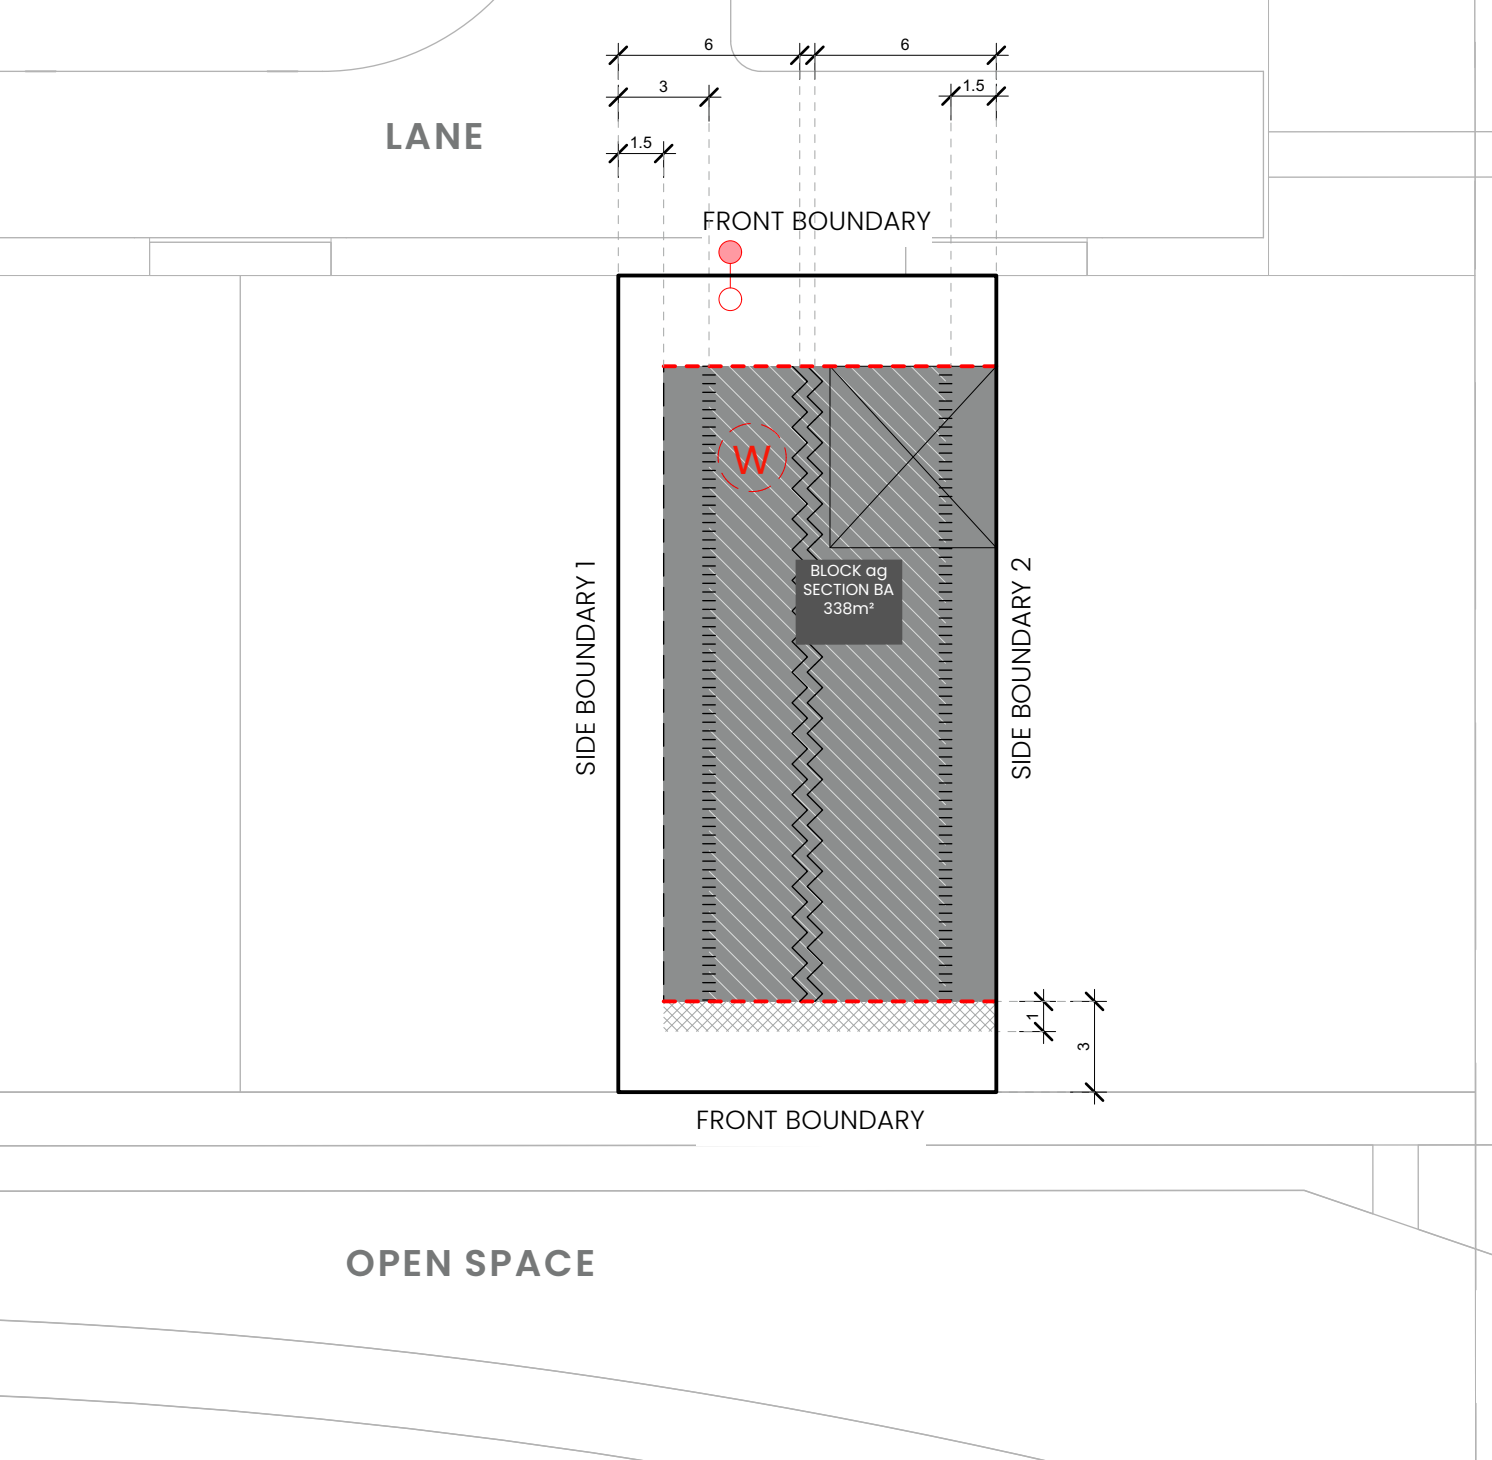 6
6
3
1.5
1.5
LANE
FRONT BOUNDARY
W
BLOCK ag
SECTION BA
338m²
SIDE BOUNDARY 1
SIDE BOUNDARY 2
1
3
FRONT BOUNDARY
OPEN SPACE